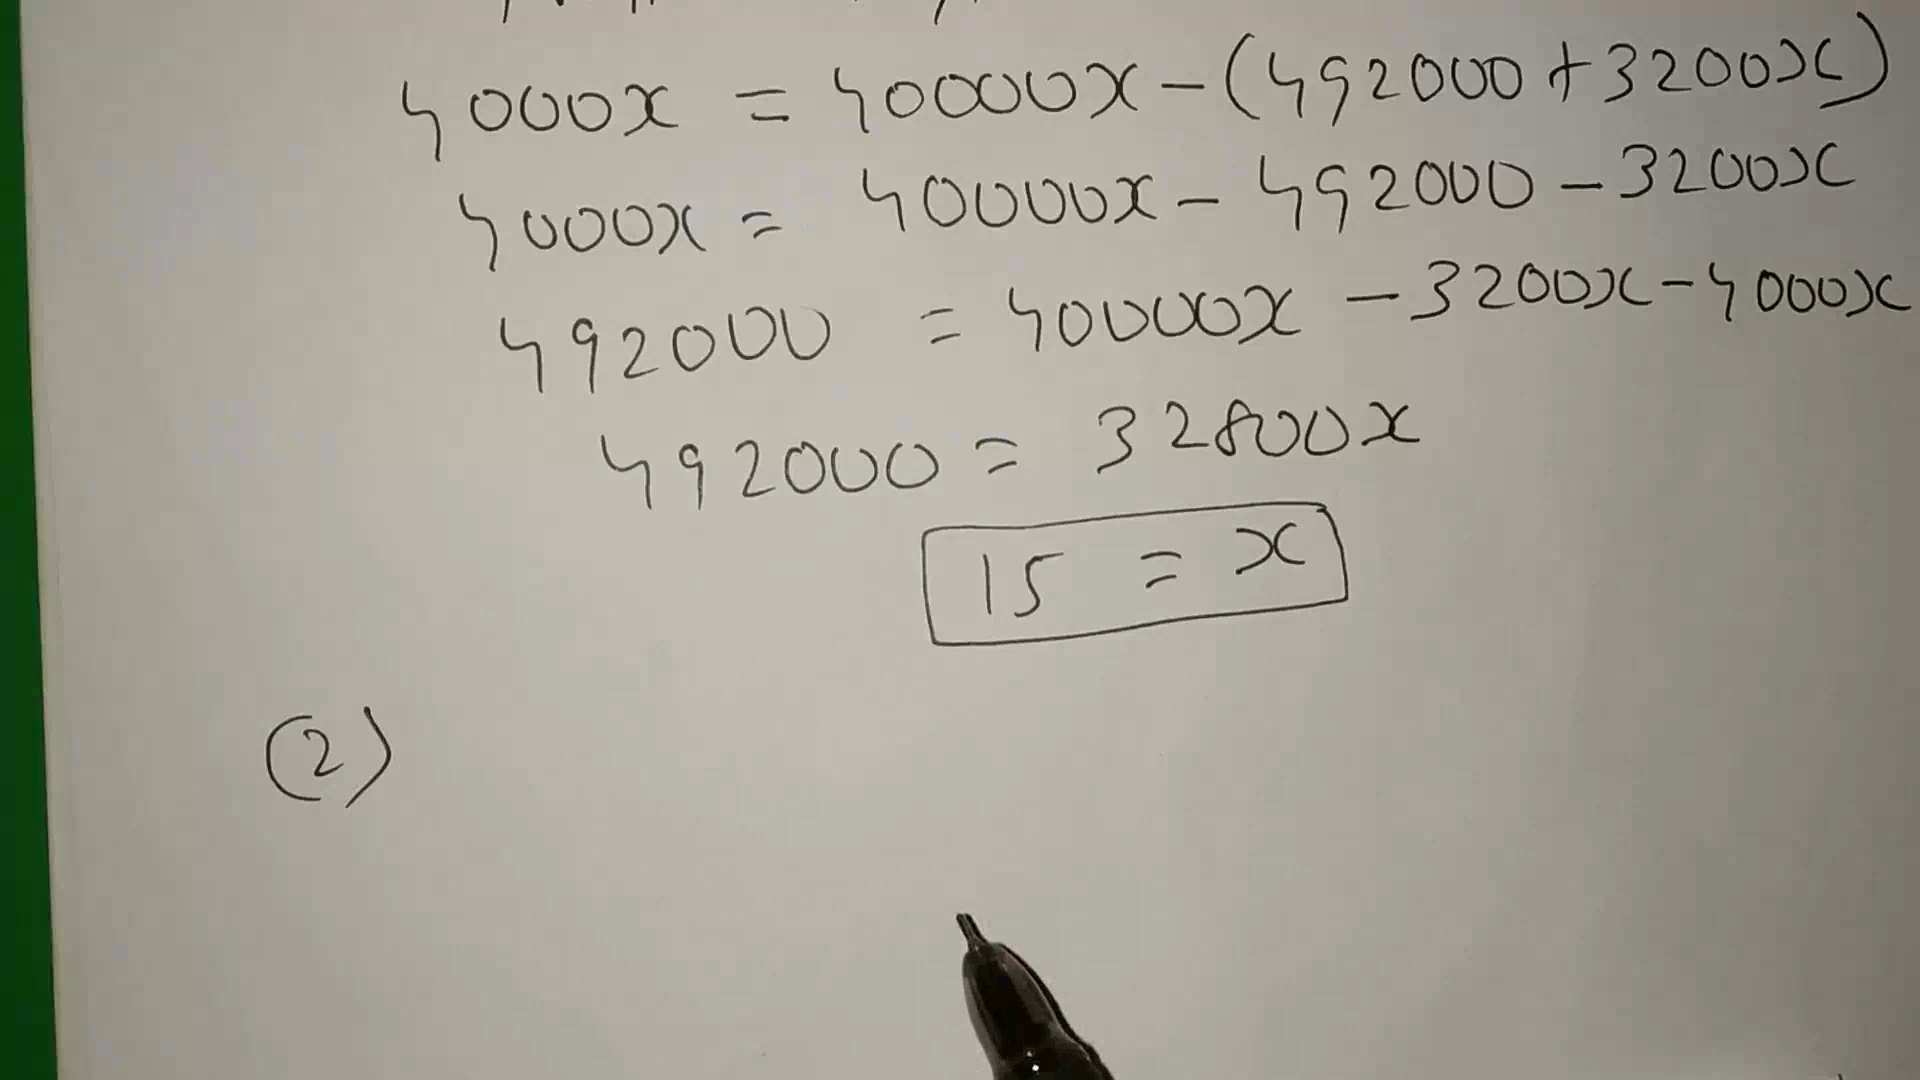 4000x = 40000x - (492000 + 3200x)
4000x = 40000x - 492000 - 3200x
492000 = 40000x - 3200x - 4000x
492000 = 32800x
15 = x
(2)